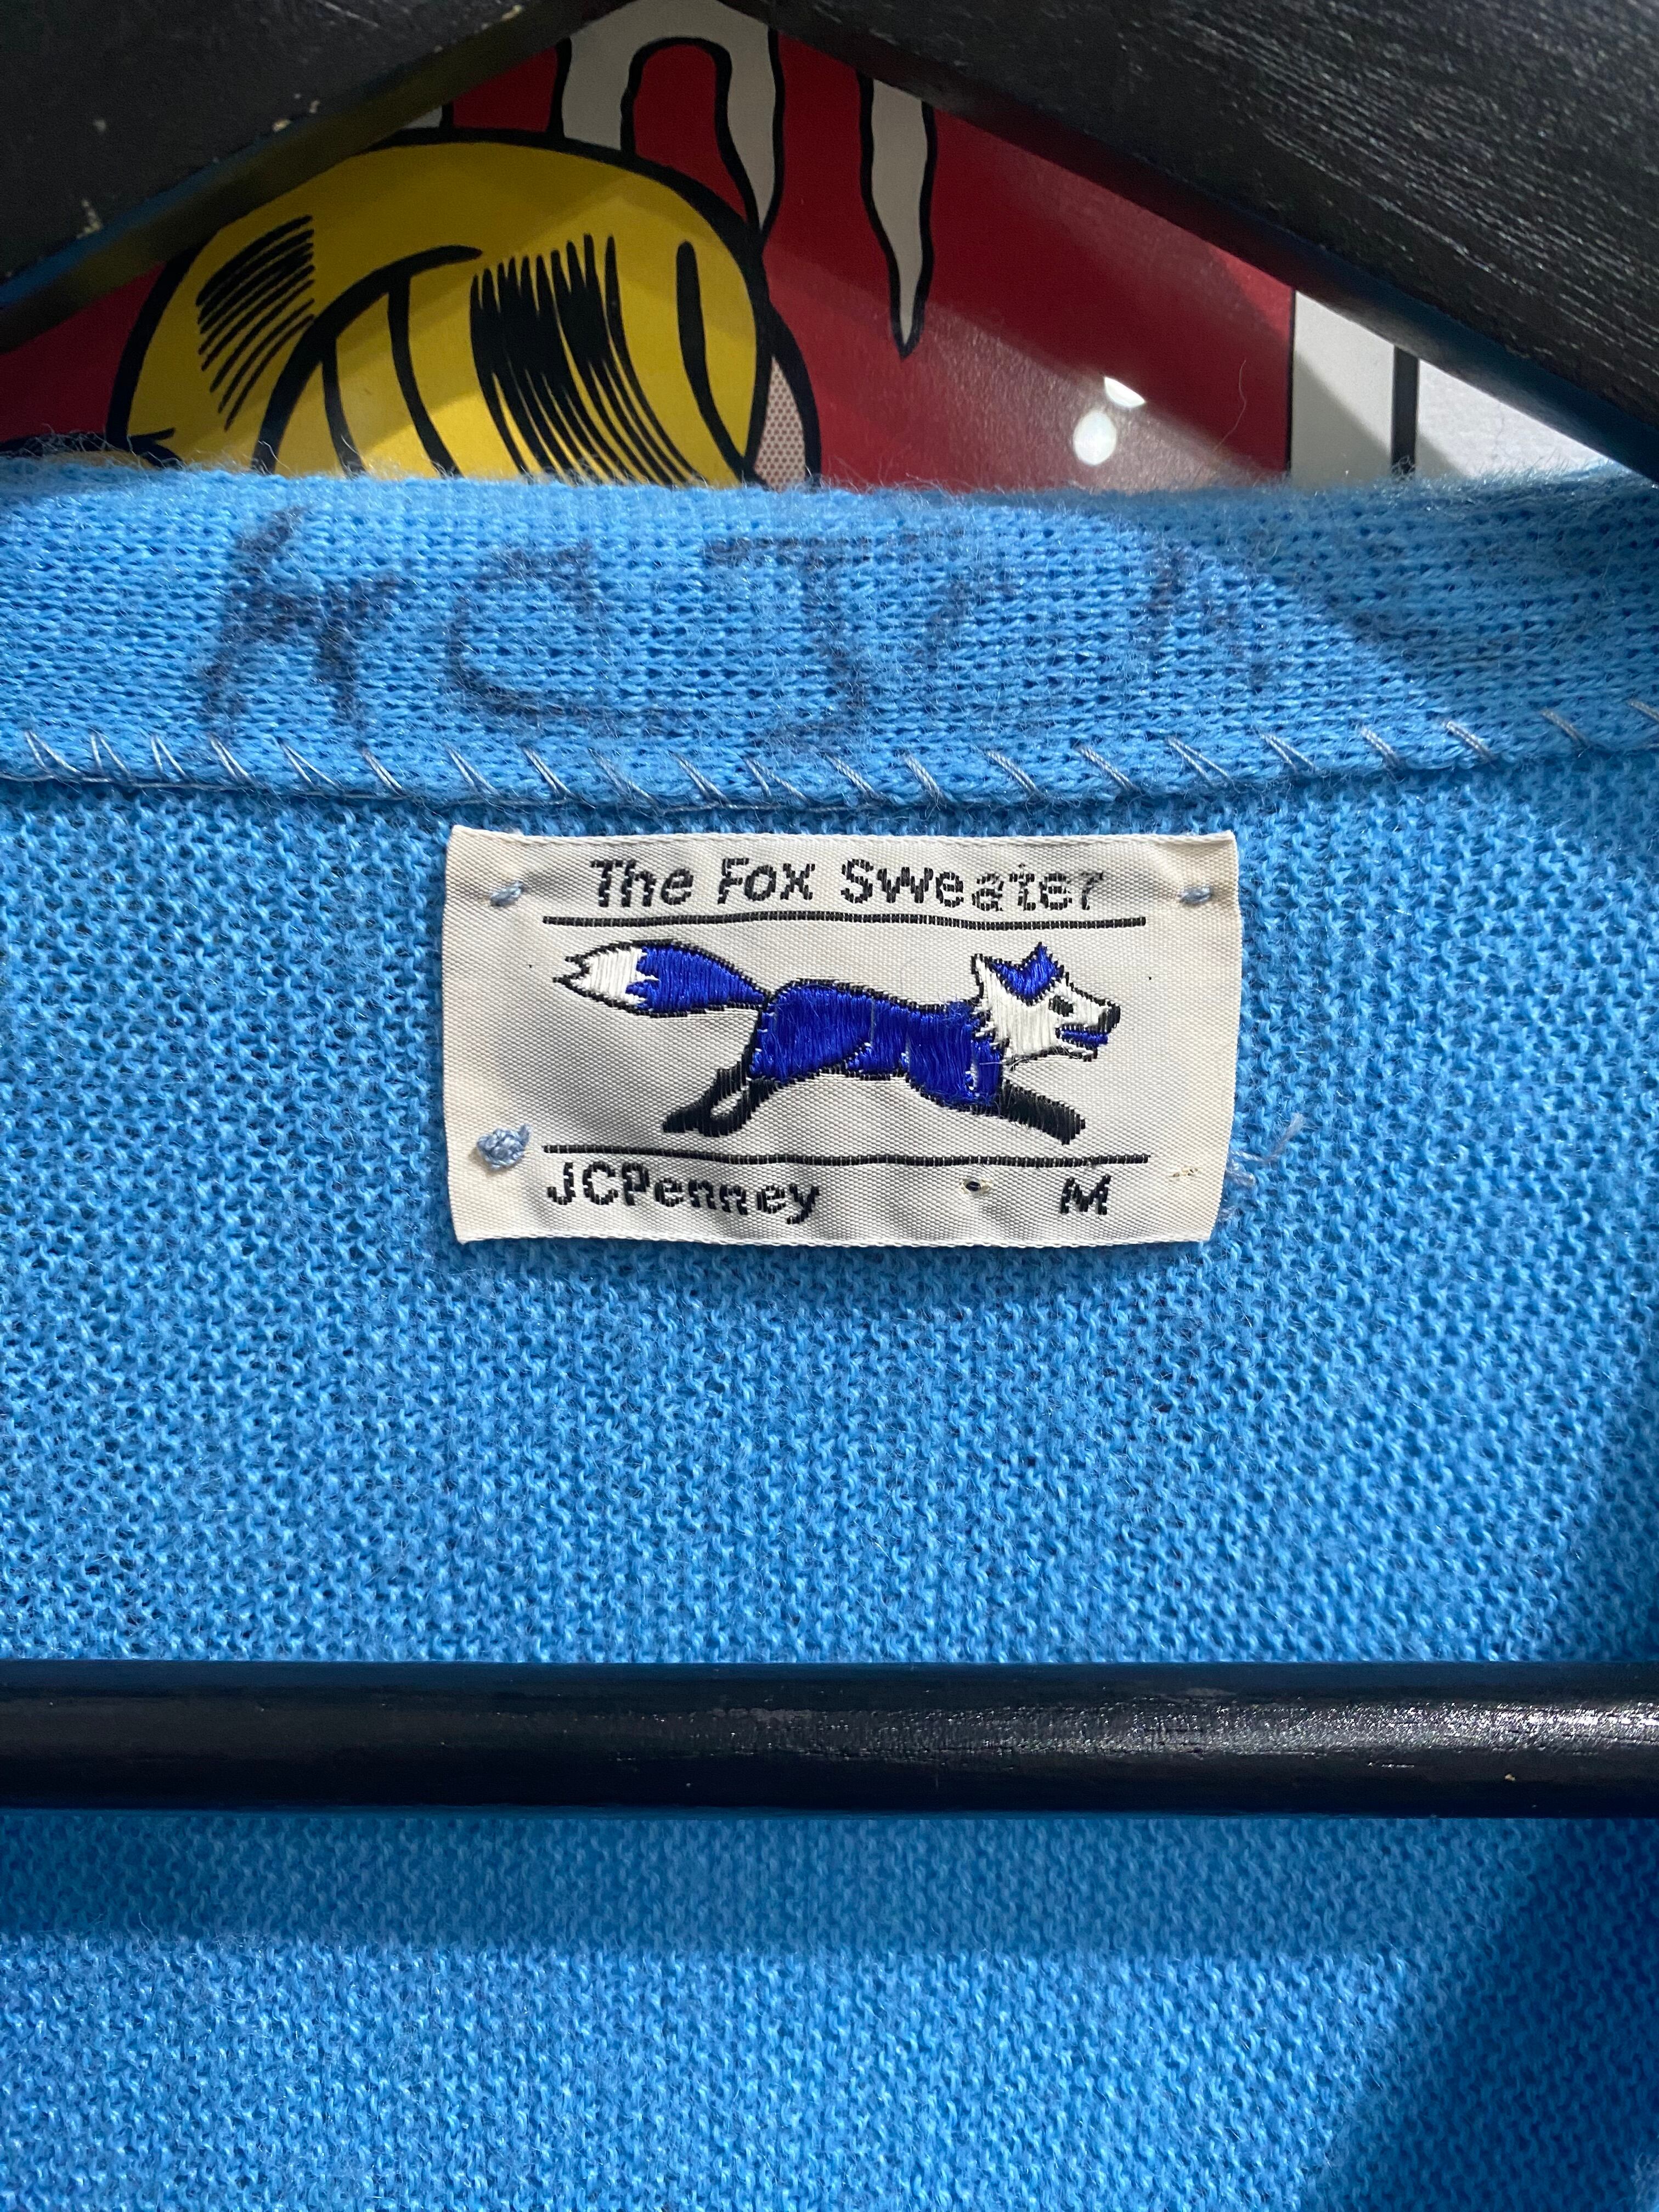 The Fox Sweater
JCPenney M